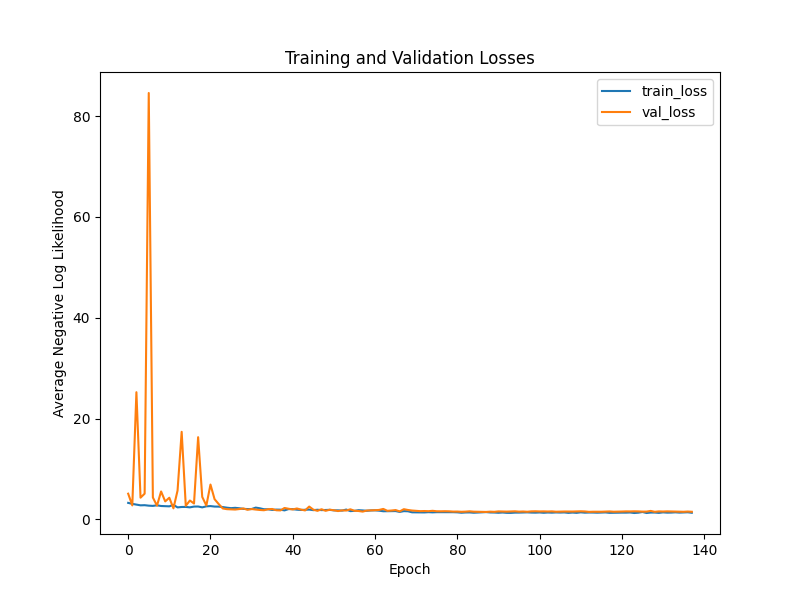 Training and Validation Losses
train_loss
val_loss
Average Negative Log Likelihood
80
60
40
20
0
0 20 40 60 80 100 120 140
Epoch